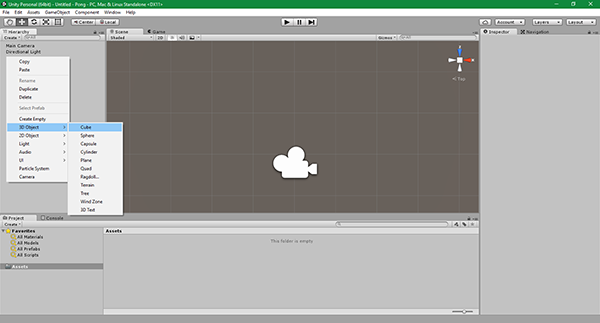 Unity Personal (64bit) - Untitled - Pong - PC, Mac & Linux Standalone <DX11>
File Edit Assets GameObject Component Window Help
Center Local Account Layers Layout
Hierarchy Scene Inspector Navigation
Create All Shaded 2D Gizmos All
Main Camera
Directional Light
Copy
Paste
Rename
Duplicate
Delete
Select Prefab
Create Empty
3D Object
2D Object
Light
Audio
UI
Particle System
Camera
Cube
Sphere
Capsule
Cylinder
Plane
Quad
Ragdoll...
Terrain
Tree
Wind Zone
3D Text
Top
Project Console
Create
Favorites
All Materials
All Models
All Prefabs
All Scripts
Assets
Assets
This folder is empty